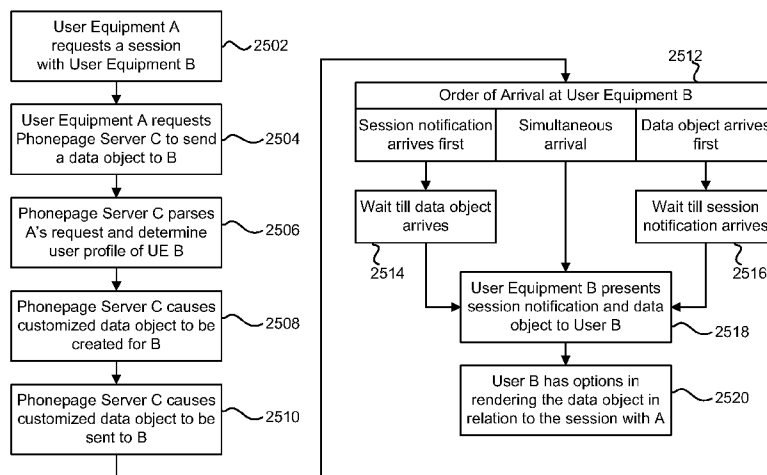 User Equipment A
requests a session
with User Equipment B
2502
User Equipment A requests
Phonepage Server C to send
a data object to B
2504
Phonepage Server C parses
A's request and determine
user profile of UE B
2506
Phonepage Server C causes
customized data object to be
created for B
2508
Phonepage Server C causes
customized data object to be
sent to B
2510
2512
Order of Arrival at User Equipment B
Session notification
arrives first
Simultaneous
arrival
Data object arrives
first
Wait till data object
arrives
2514
Wait till session
notification arrives
2516
User Equipment B presents
session notification and data
object to User B
2518
User B has options in
rendering the data object in
relation to the session with A
2520